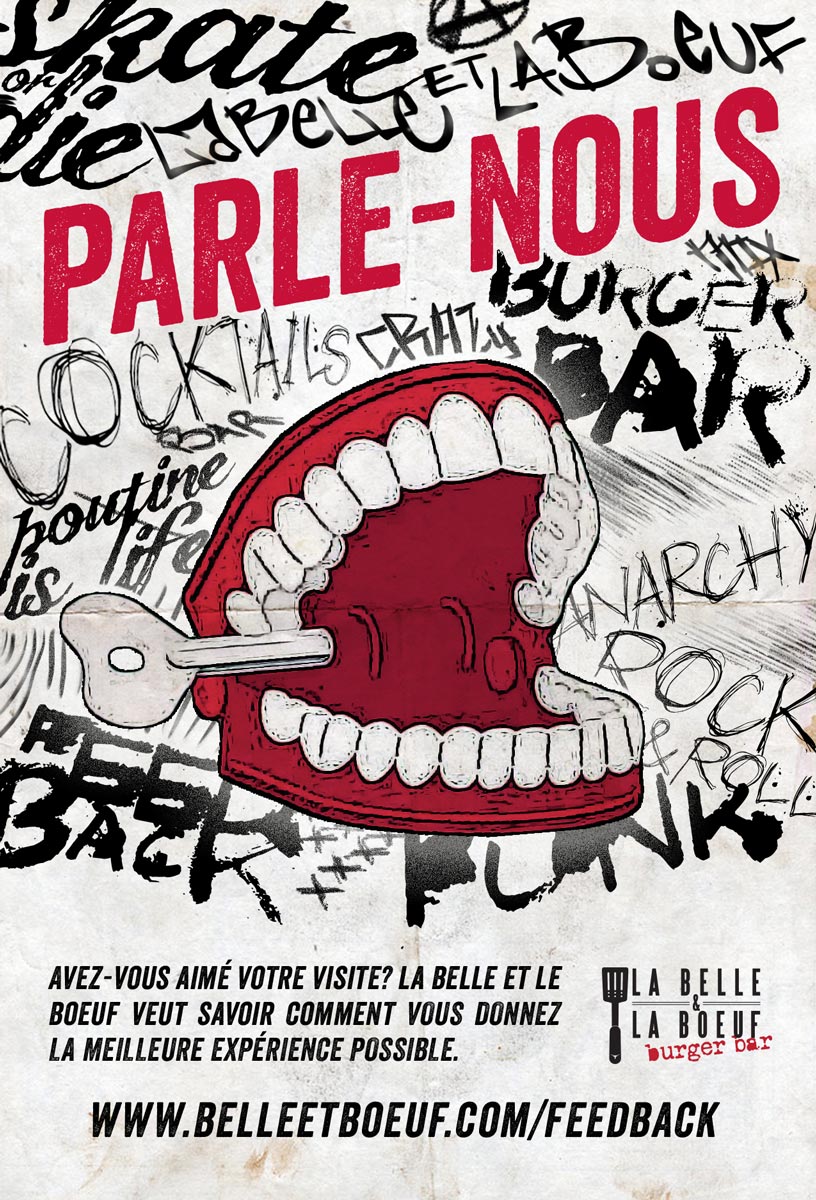 skate
or
die
LaBeLLe ET LA BoeuF
PARLE-NOUS
BURGER
BAR
COCKTAILS
CRAZy
BAR
poutine
is life
ANARCHY
ROCK
& ROLL
FEED
BACK
XXXX
PUNK
AVEZ-VOUS AIMÉ VOTRE VISITE? LA BELLE ET LE
BOEUF VEUT SAVOIR COMMENT VOUS DONNEZ
LA MEILLEURE EXPÉRIENCE POSSIBLE.
LA BELLE
&
LA BOEUF
burger bar
WWW.BELLEETBOEUF.COM/FEEDBACK